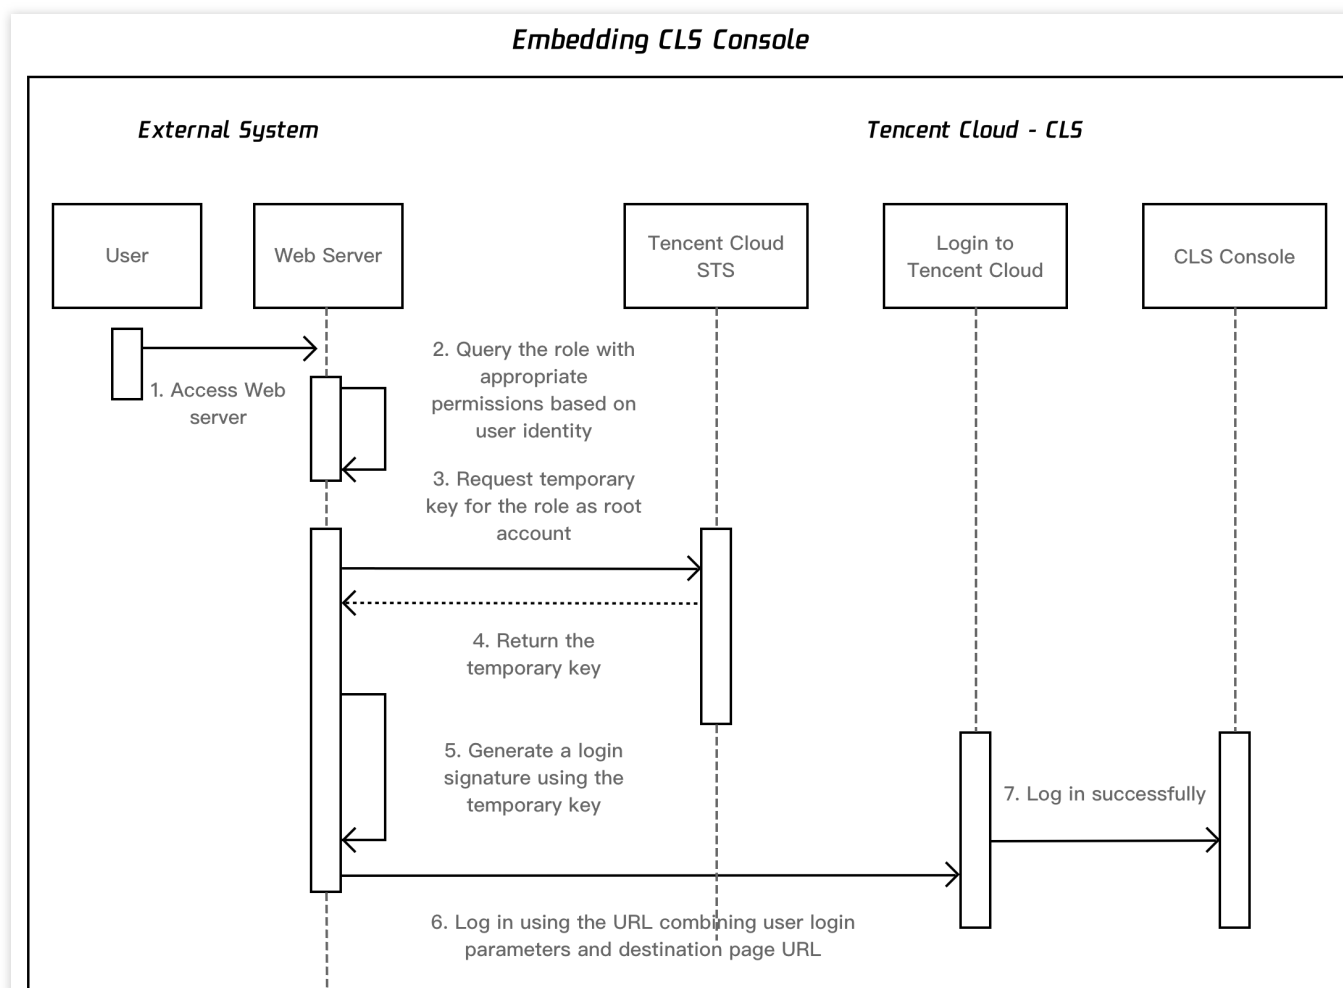 Embedding CLS Console
External System
Tencent Cloud - CLS
User
Web Server
Tencent Cloud
STS
Login to
Tencent Cloud
CLS Console
1. Access Web
server
2. Query the role with
appropriate
permissions based on
user identity
3. Request temporary
key for the role as root
account
4. Return the
temporary key
5. Generate a login
signature using the
temporary key
7. Log in successfully
6. Log in using the URL combining user login
parameters and destination page URL